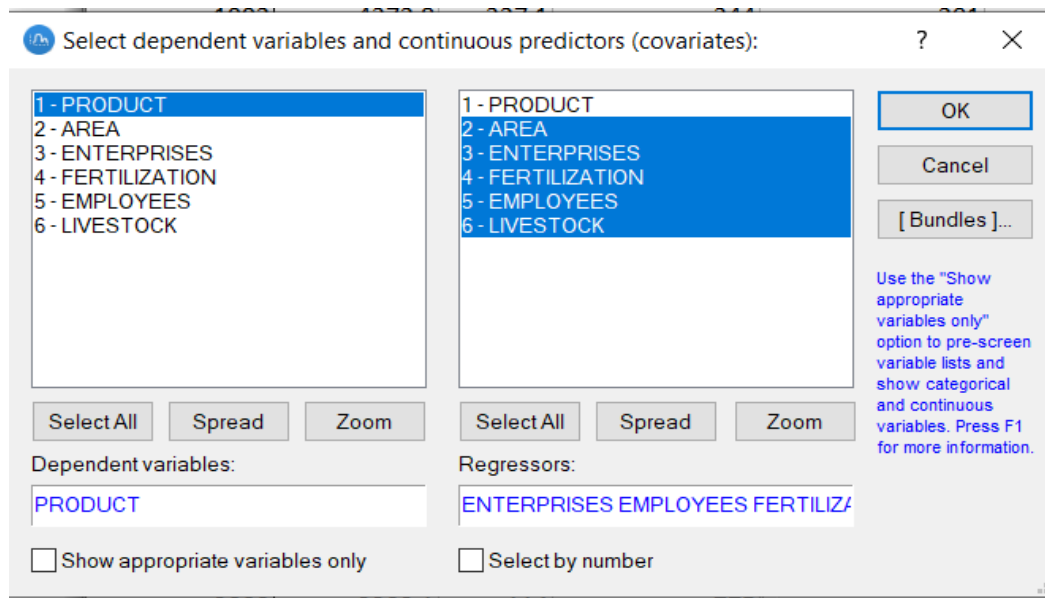 Select dependent variables and continuous predictors (covariates):
?
1 - PRODUCT
2 - AREA
3 - ENTERPRISES
4 - FERTILIZATION
5 - EMPLOYEES
6 - LIVESTOCK
1 - PRODUCT
2 - AREA
3 - ENTERPRISES
4 - FERTILIZATION
5 - EMPLOYEES
6 - LIVESTOCK
OK
Cancel
[ Bundles ]...
Use the "Show
appropriate
variables only"
option to pre-screen
variable lists and
show categorical
and continuous
variables. Press F1
for more information.
Select All Spread Zoom
Select All Spread Zoom
Dependent variables:
PRODUCT
Regressors:
ENTERPRISES EMPLOYEES FERTILIZA
Show appropriate variables only
Select by number